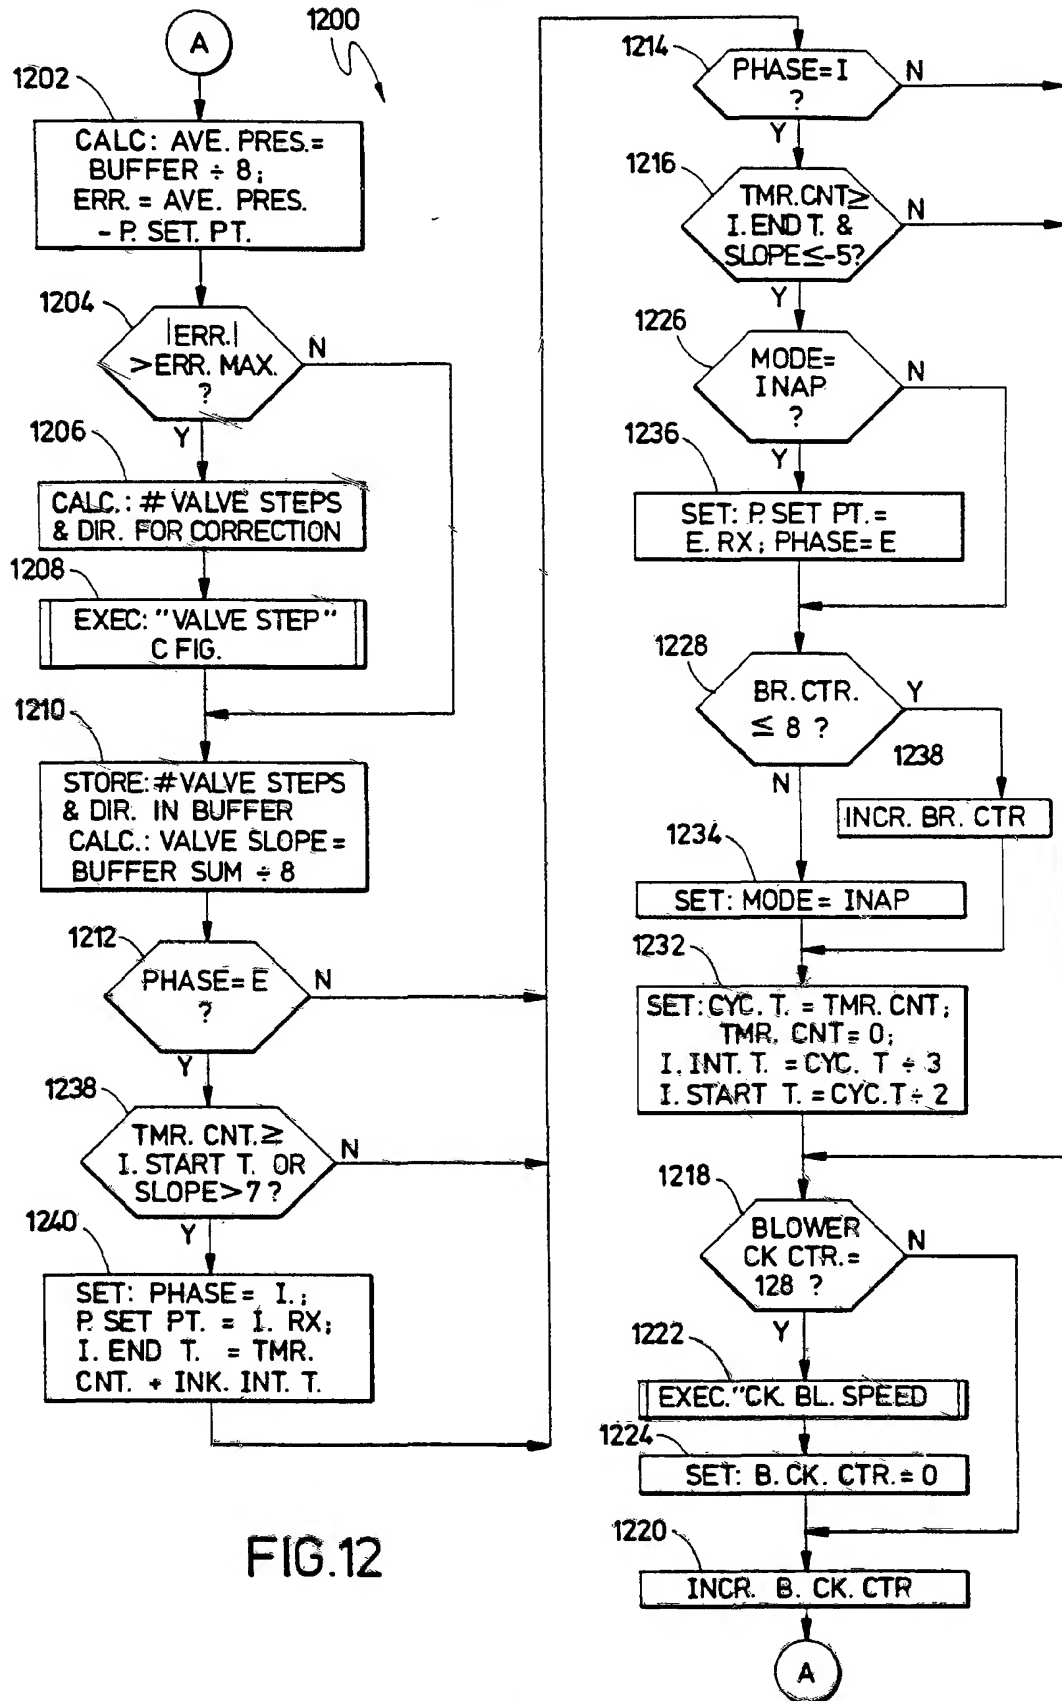 A
1200
1202
CALC: AVE. PRES.=
BUFFER ÷ 8;
ERR. = AVE. PRES.
- P. SET. PT.
1204
|ERR.|
> ERR. MAX.
?
N
Y
1206
CALC.: # VALVE STEPS
& DIR. FOR CORRECTION
1208
EXEC: "VALVE STEP"
C FIG.
1210
STORE: # VALVE STEPS
& DIR. IN BUFFER
CALC.: VALVE SLOPE =
BUFFER SUM ÷ 8
1212
PHASE = E
?
N
Y
1238
TMR. CNT. ≥
I. START T. OR
SLOPE > 7 ?
N
Y
1240
SET: PHASE = I.;
P. SET PT. = I. RX;
I. END T. = TMR.
CNT. + INK. INT. T.
FIG.12
1214
PHASE = I
?
N
Y
1216
TMR.CNT ≥
I. END T. &
SLOPE ≤ -5?
N
Y
1226
MODE =
INAP
?
N
Y
1236
SET: P. SET PT. =
E. RX; PHASE = E
1228
BR. CTR.
≤ 8 ?
Y
N
1238
INCR. BR. CTR
1234
SET: MODE = INAP
1232
SET: CYC. T. = TMR. CNT;
TMR. CNT = 0;
I. INT. T. = CYC. T ÷ 3
I. START T. = CYC. T ÷ 2
1218
BLOWER
CK CTR. =
128 ?
N
Y
1222
EXEC. "CK. BL. SPEED
1224
SET: B. CK. CTR. = 0
1220
INCR. B. CK. CTR
A